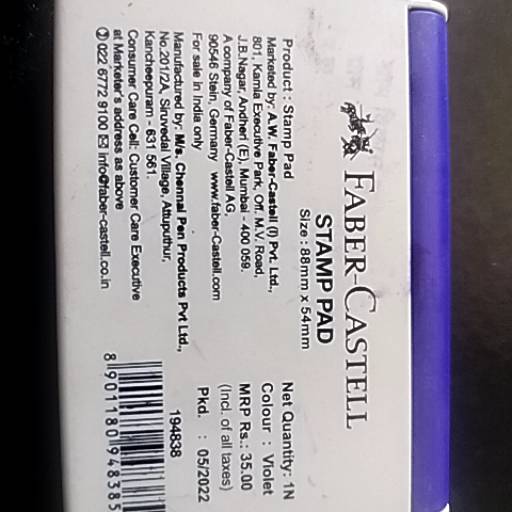 FABER-CASTELL
STAMP PAD
Size : 88mm x 54mm
Product : Stamp Pad
Marketed by: A.W. Faber-Castell (I) Pvt. Ltd.,
801, Kamla Executive Park, Off. M.V. Road,
J.B.Nagar, Andheri (E), Mumbai - 400 059.
A company of Faber-Castell AG,
90546 Stein, Germany www.faber-Castell.com
For sale in India only
Manufactured by: M/s. Chennai Pen Products Pvt Ltd.,
No.201/2A, Siruvedal Village, Attuputhur,
Kancheepuram - 631 561.
Consumer Care Cell: Customer Care Executive
at Marketer's address as above
022 6772 9100 info@faber-castell.co.in
Net Quantity: 1N
Colour : Violet
MRP Rs.: 35.00
(Incl. of all taxes)
Pkd. : 05/2022
194838
8 901180 948385